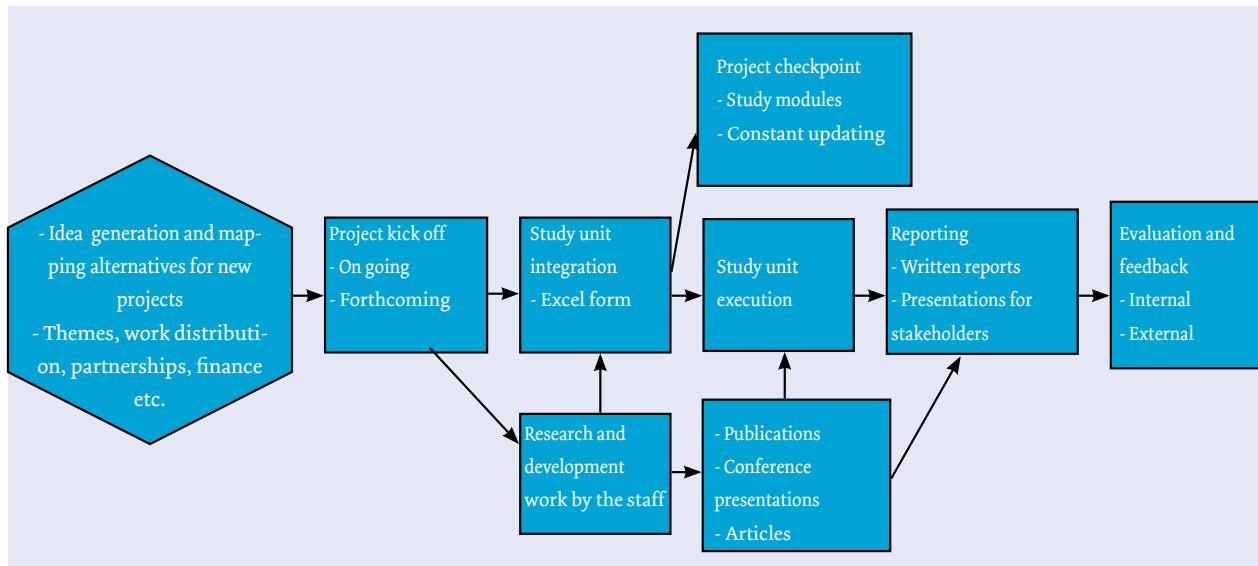 - Idea generation and map-
ping alternatives for new
projects
- Themes, work distributi-
on, partnerships, finance
etc.
Project kick off
- On going
- Forthcoming
Study unit
integration
- Excel form
Project checkpoint
- Study modules
- Constant updating
Study unit
execution
Reporting
- Written reports
- Presentations for
stakeholders
Evaluation and
feedback
- Internal
- External
Research and
development
work by the staff
- Publications
- Conference
presentations
- Articles